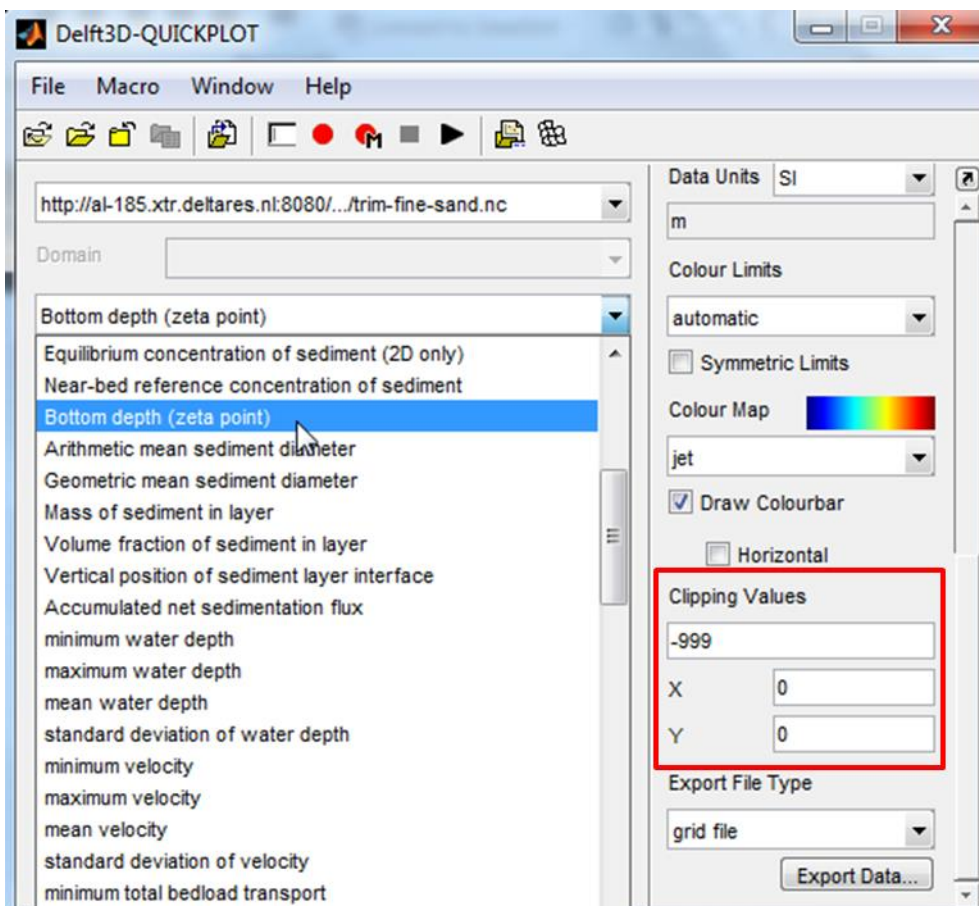 Delft3D-QUICKPLOT
File Macro Window Help
M
http://al-185.xtr.deltares.nl:8080/.../trim-fine-sand.nc
Domain
Bottom depth (zeta point)
Equilibrium concentration of sediment (2D only)
Near-bed reference concentration of sediment
Bottom depth (zeta point)
Arithmetic mean sediment diameter
Geometric mean sediment diameter
Mass of sediment in layer
Volume fraction of sediment in layer
Vertical position of sediment layer interface
Accumulated net sedimentation flux
minimum water depth
maximum water depth
mean water depth
standard deviation of water depth
minimum velocity
maximum velocity
mean velocity
standard deviation of velocity
minimum total bedload transport
Data Units SI
m
Colour Limits
automatic
Symmetric Limits
Colour Map
jet
Draw Colourbar
Horizontal
Clipping Values
-999
X 0
Y 0
Export File Type
grid file
Export Data...